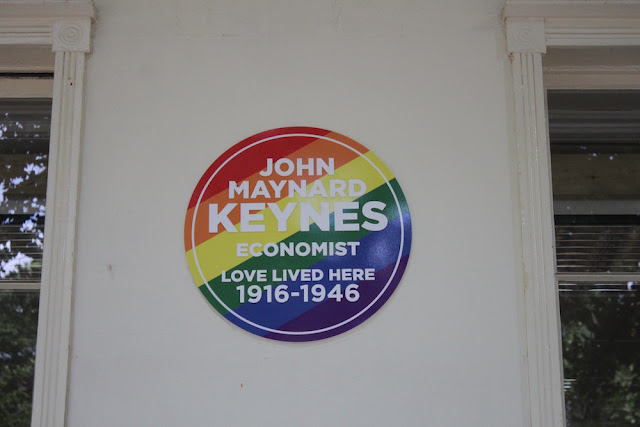 JOHN
MAYNARD
KEYNES
ECONOMIST
LOVE LIVED HERE
1916-1946